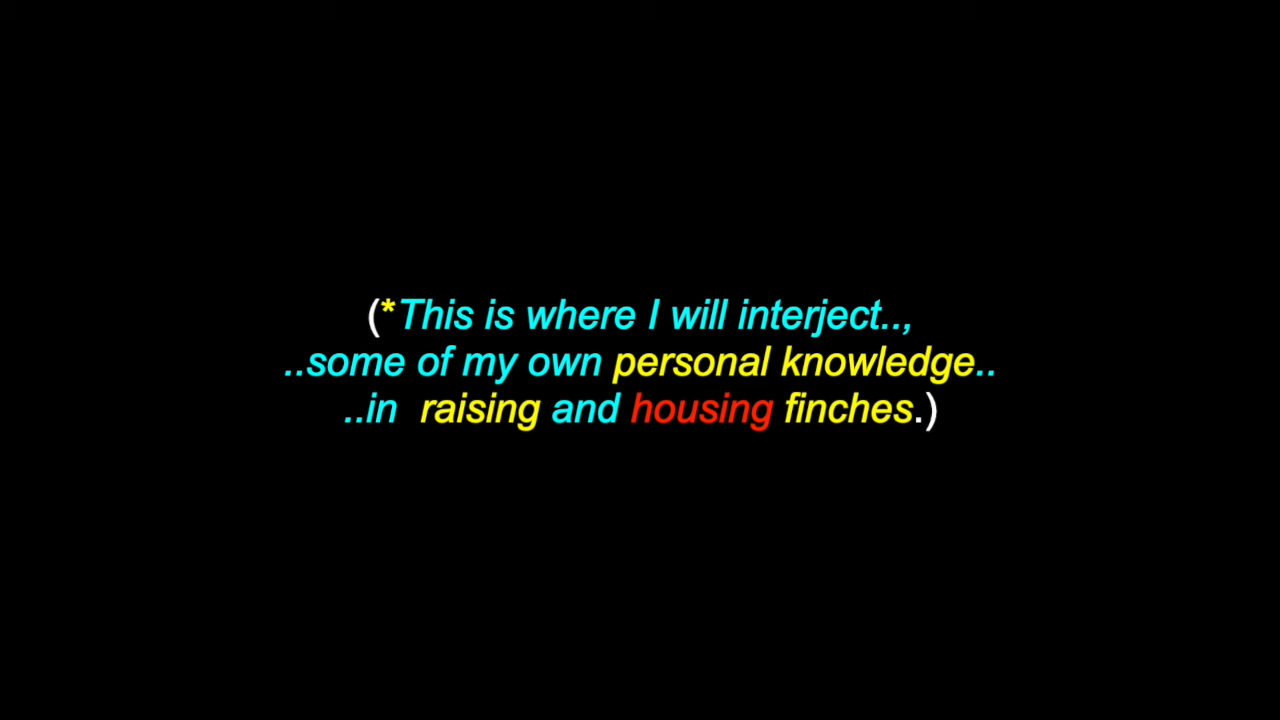 (*This is where I will interject..,
..some of my own personal knowledge..
..in  raising and housing finches.)